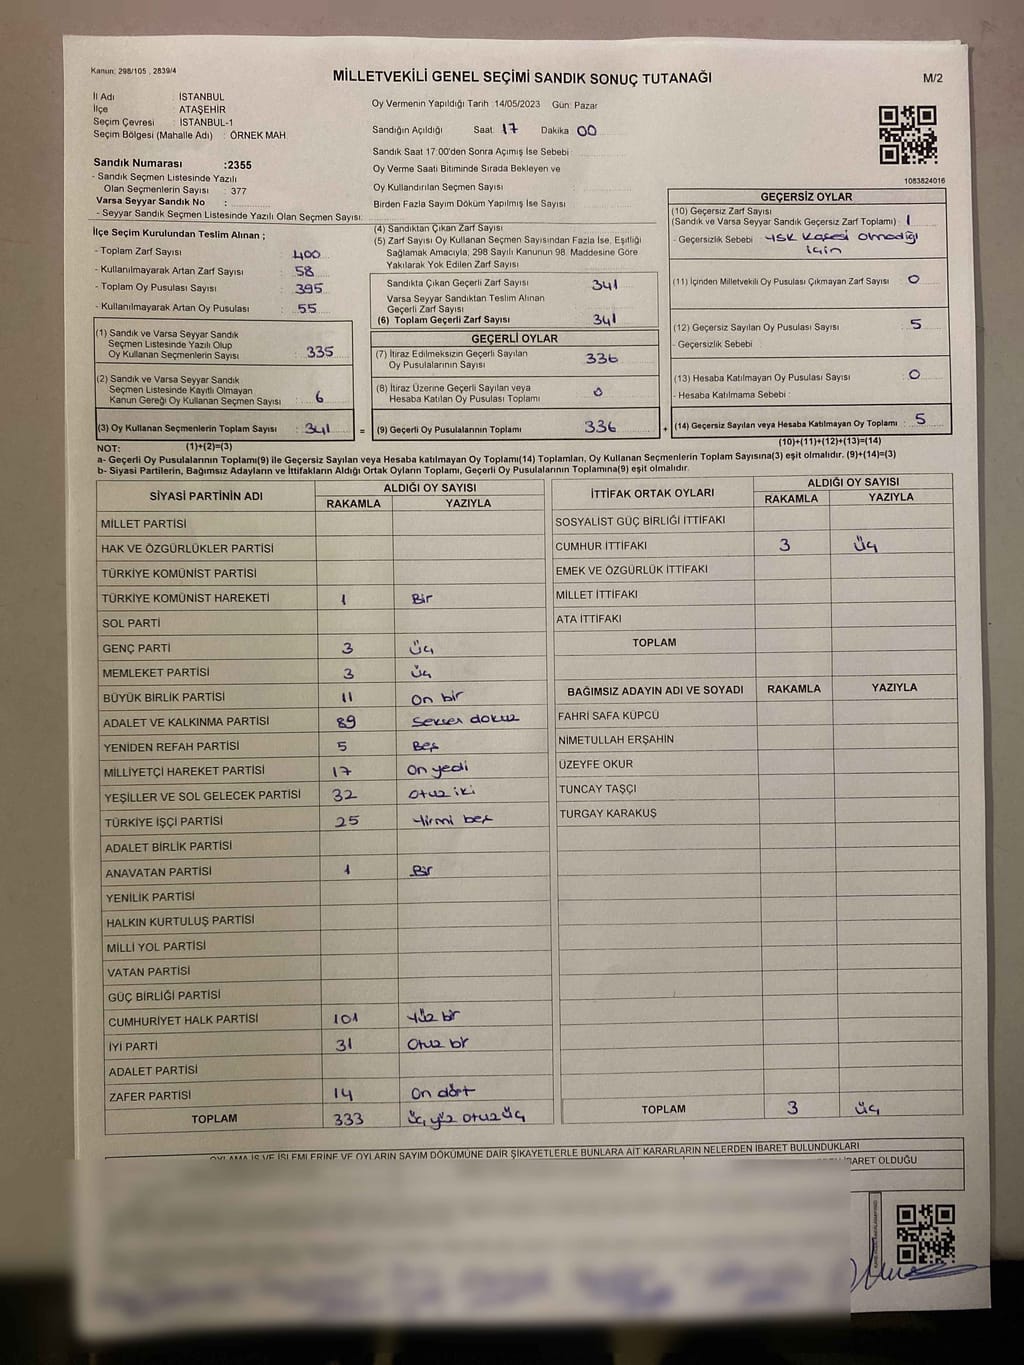 Kanun: 298/105 , 2839/4
MİLLETVEKİLİ GENEL SEÇİMİ SANDIK SONUÇ TUTANAĞI
M/2
İl Adı : İSTANBUL
İlçe : ATAŞEHİR
Seçim Çevresi : İSTANBUL-1
Seçim Bölgesi (Mahalle Adı) : ÖRNEK MAH.
Sandık Numarası :2355
- Sandık Seçmen Listesinde Yazılı
Olan Seçmenlerin Sayısı : 377
Varsa Seyyar Sandık No :
- Seyyar Sandık Seçmen Listesinde Yazılı Olan Seçmen Sayısı:
Oy Vermenin Yapıldığı Tarih :14/05/2023 Gün: Pazar
Sandığın Açıldığı Saat: 17 Dakika 00
Sandık Saat 17:00'den Sonra Açımış İse Sebebi :
Oy Verme Saati Bitiminde Sırada Bekleyen ve
Oy Kullandırılan Seçmen Sayısı :
Birden Fazla Sayım Döküm Yapılmış İse Sayısı :
1083824016
İlçe Seçim Kurulundan Teslim Alınan ;
- Toplam Zarf Sayısı : 400
- Kullanılmayarak Artan Zarf Sayısı : 58
- Toplam Oy Pusulası Sayısı : 395
- Kullanılmayarak Artan Oy Pusulası : 55
(1) Sandık ve Varsa Seyyar Sandık
Seçmen Listesinde Yazılı Olup
Oy Kullanan Seçmenlerin Sayısı : 335
(2) Sandık ve Varsa Seyyar Sandık
Seçmen Listesinde Kayıtlı Olmayan
Kanun Gereği Oy Kullanan Seçmen Sayısı : 6
(3) Oy Kullanan Seçmenlerin Toplam Sayısı : 341 =
(4) Sandıktan Çıkan Zarf Sayısı :
(5) Zarf Sayısı Oy Kullanan Seçmen Sayısından Fazla İse, Eşitliği
Sağlamak Amacıyla, 298 Sayılı Kanunun 98. Maddesine Göre
Yakılarak Yok Edilen Zarf Sayısı :
Sandıkta Çıkan Geçerli Zarf Sayısı : 341
Varsa Seyyar Sandıktan Teslim Alınan
Geçerli Zarf Sayısı :
(6) Toplam Geçerli Zarf Sayısı : 341
GEÇERLİ OYLAR
(7) İtiraz Edilmeksizin Geçerli Sayılan
Oy Pusulalarının Sayısı : 336
(8) İtiraz Üzerine Geçerli Sayılan veya
Hesaba Katılan Oy Pusulası Toplamı : 0
(9) Geçerli Oy Pusulalarının Toplamı : 336 +
GEÇERSİZ OYLAR
(10) Geçersiz Zarf Sayısı
(Sandık ve Varsa Seyyar Sandık Geçersiz Zarf Toplamı) : 1
- Geçersizlik Sebebi : YSK Kaşesi olmadığı
için
(11) İçinden Milletvekili Oy Pusulası Çıkmayan Zarf Sayısı : 0
(12) Geçersiz Sayılan Oy Pusulası Sayısı : 5
- Geçersizlik Sebebi :
(13) Hesaba Katılmayan Oy Pusulası Sayısı : 0
- Hesaba Katılmama Sebebi :
(14) Geçersiz Sayılan veya Hesaba Katılmayan Oy Toplamı : 5
NOT: (1)+(2)=(3)
(10)+(11)+(12)+(13)=(14)
a- Geçerli Oy Pusulalarının Toplamı(9) ile Geçersiz Sayılan veya Hesaba katılmayan oy Toplamı(14) Toplamları, Oy Kullanan Seçmenlerin Toplam Sayısına(3) eşit olmalıdır. (9)+(14)=(3)
b- Siyasi Partilerin, Bağımsız Adayların ve İttifakların Aldığı Ortak Oyların Toplamı, Geçerli Oy Pusulalarının Toplamına(9) eşit olmalıdır.
SİYASİ PARTİNİN ADI ALDIĞI OY SAYISI
RAKAMLA YAZIYLA
MİLLET PARTİSİ
HAK VE ÖZGÜRLÜKLER PARTİSİ
TÜRKİYE KOMÜNİST PARTİSİ
TÜRKİYE KOMÜNİST HAREKETİ 1 Bir
SOL PARTİ
GENÇ PARTİ 3 Üç
MEMLEKET PARTİSİ 3 Üç
BÜYÜK BİRLİK PARTİSİ 11 On bir
ADALET VE KALKINMA PARTİSİ 89 Seksen dokuz
YENİDEN REFAH PARTİSİ 5 Beş
MİLLİYETÇİ HAREKET PARTİSİ 17 On yedi
YEŞİLLER VE SOL GELECEK PARTİSİ 32 Otuz iki
TÜRKİYE İŞÇİ PARTİSİ 25 Yirmi beş
ADALET BİRLİK PARTİSİ
ANAVATAN PARTİSİ 1 Bir
YENİLİK PARTİSİ
HALKIN KURTULUŞ PARTİSİ
MİLLİ YOL PARTİSİ
VATAN PARTİSİ
GÜÇ BİRLİĞİ PARTİSİ
CUMHURİYET HALK PARTİSİ 101 Yüz bir
İYİ PARTİ 31 Otuz bir
ADALET PARTİSİ
ZAFER PARTİSİ 14 On dört
TOPLAM 333 Üç yüz otuz üç
İTTİFAK ORTAK OYLARI ALDIĞI OY SAYISI
RAKAMLA YAZIYLA
SOSYALİST GÜÇ BİRLİĞİ İTTİFAKI
CUMHUR İTTİFAKI 3 Üç
EMEK VE ÖZGÜRLÜK İTTİFAKI
MİLLET İTTİFAKI
ATA İTTİFAKI
TOPLAM
BAĞIMSIZ ADAYIN ADI VE SOYADI RAKAMLA YAZIYLA
FAHRİ SAFA KÜPCÜ
NİMETULLAH ERŞAHİN
ÜZEYFE OKUR
TUNCAY TAŞÇI
TURGAY KARAKUŞ
TOPLAM 3 Üç
OYLAMA İŞ VE İŞLEMLERİNE VE OYLARIN SAYIM DÖKÜMÜNE DAİR ŞİKAYETLERLE BUNLARA AİT KARARLARIN NELERDEN İBARET BULUNDUKLARI
İBARET OLDUĞU